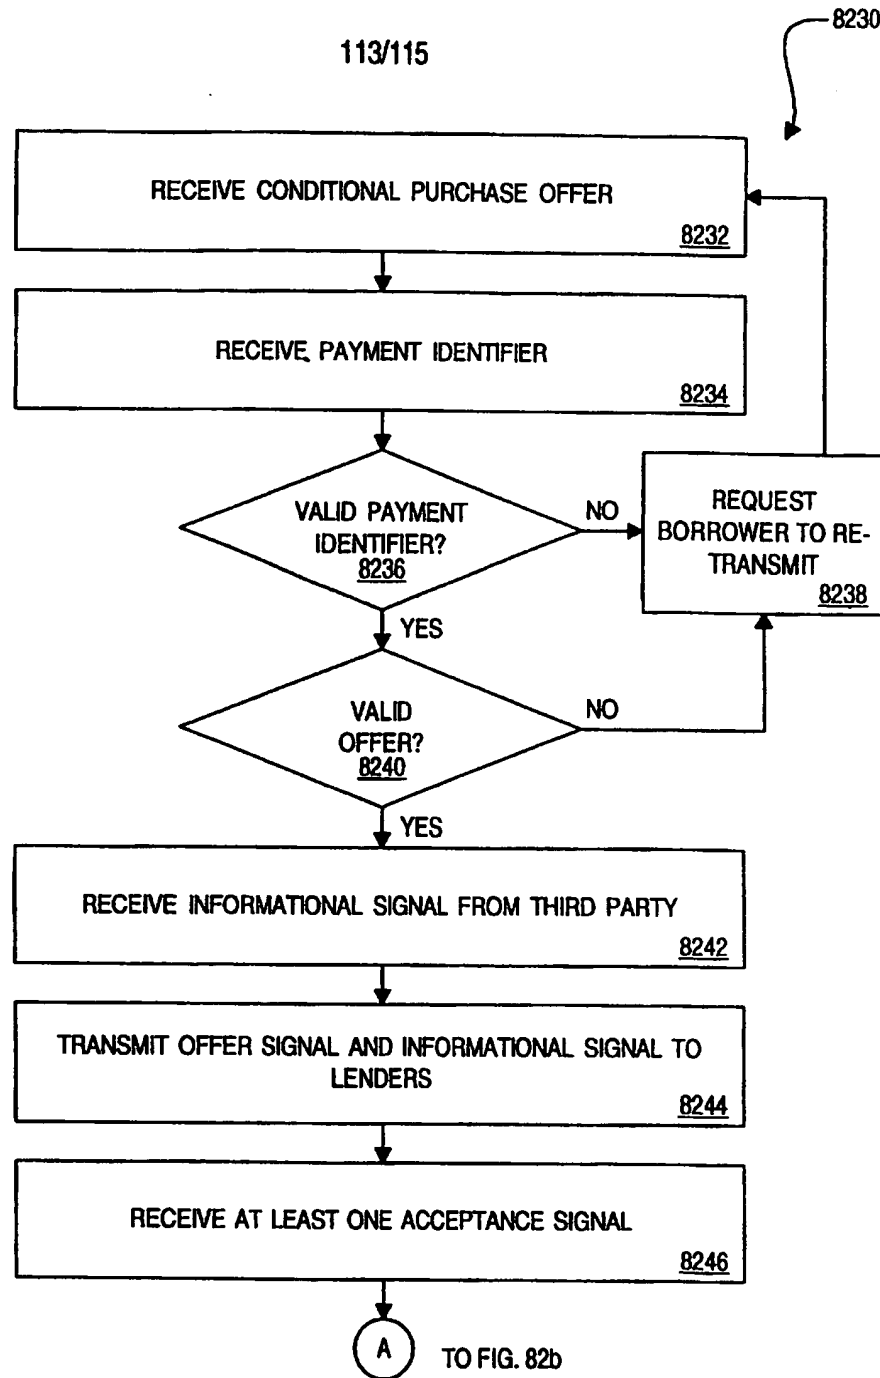 8230
113/115
RECEIVE CONDITIONAL PURCHASE OFFER
8232
RECEIVE PAYMENT IDENTIFIER
8234
VALID PAYMENT
IDENTIFIER?
8236
NO
REQUEST
BORROWER TO RE-
TRANSMIT
8238
YES
VALID
OFFER?
8240
NO
YES
RECEIVE INFORMATIONAL SIGNAL FROM THIRD PARTY
8242
TRANSMIT OFFER SIGNAL AND INFORMATIONAL SIGNAL TO
LENDERS
8244
RECEIVE AT LEAST ONE ACCEPTANCE SIGNAL
8246
A
TO FIG. 82b